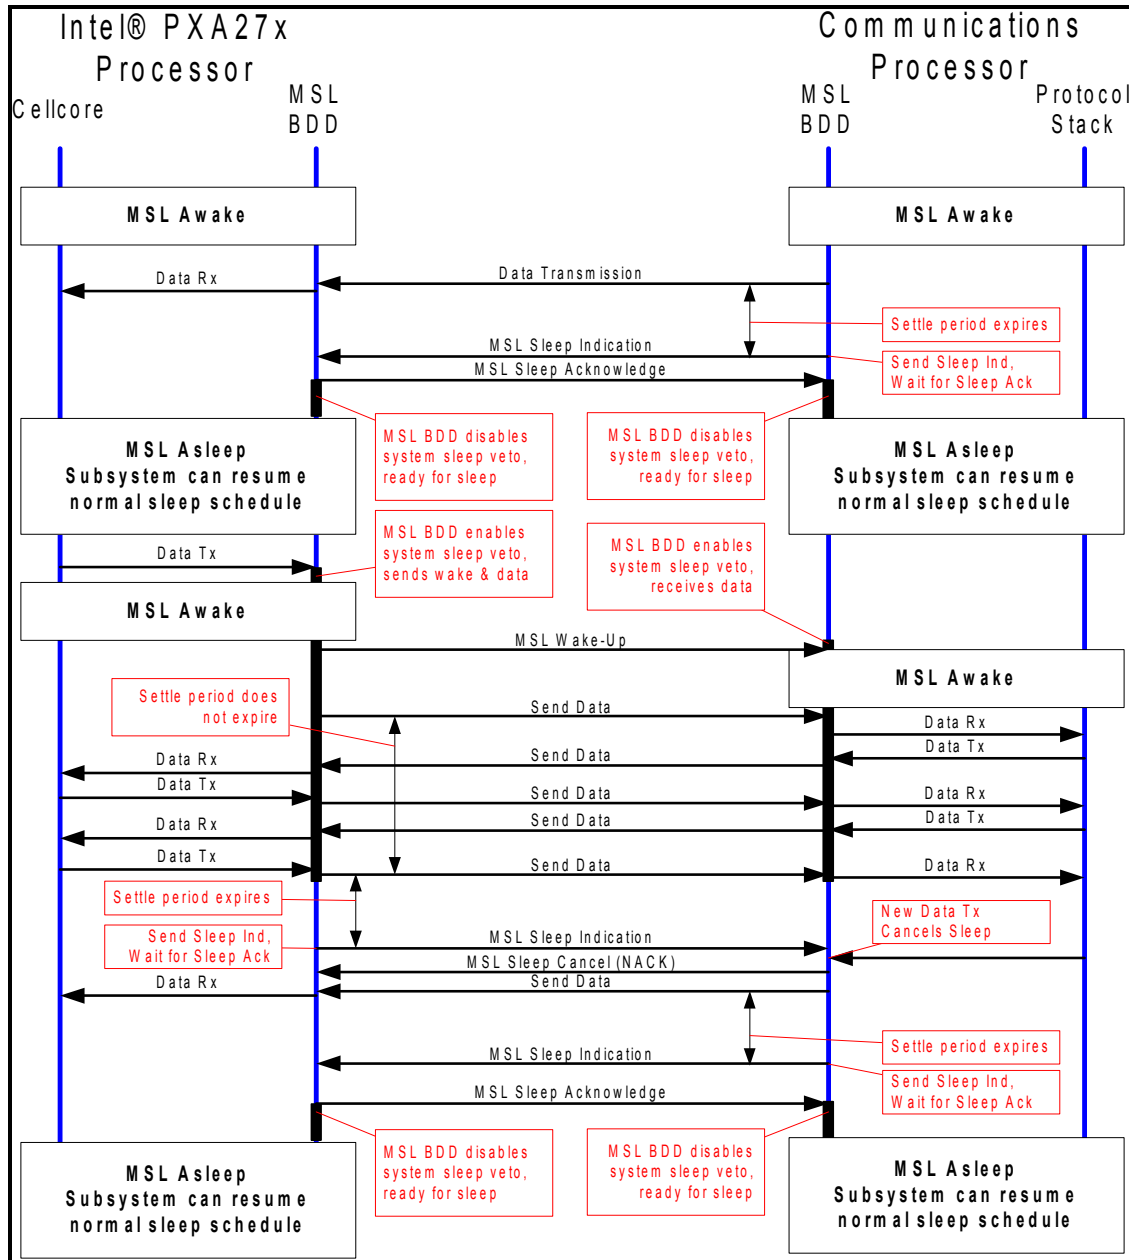 Intel® PXA27x
Processor
Communications
Processor
Cellcore
MSL
BDD
MSL
BDD
Protocol
Stack
MSL Awake
MSL Awake
Data Rx
Data Transmission
Settle period expires
MSL Sleep Indication
Send Sleep Ind,
Wait for Sleep Ack
MSL Sleep Acknowledge
MSL BDD disables
system sleep veto,
ready for sleep
MSL BDD disables
system sleep veto,
ready for sleep
MSL Asleep
Subsystem can resume
normal sleep schedule
MSL Asleep
Subsystem can resume
normal sleep schedule
Data Tx
MSL BDD enables
system sleep veto,
sends wake & data
MSL BDD enables
system sleep veto,
receives data
MSL Awake
MSL Wake-Up
MSL Awake
Settle period does
not expire
Send Data
Data Rx
Data Tx
Send Data
Data Rx
Data Tx
Send Data
Data Rx
Data Tx
Send Data
Data Rx
Data Tx
Send Data
Data Rx
Settle period expires
New Data Tx
Cancels Sleep
Send Sleep Ind,
Wait for Sleep Ack
MSL Sleep Indication
MSL Sleep Cancel (NACK)
Data Rx
Send Data
Settle period expires
MSL Sleep Indication
Send Sleep Ind,
Wait for Sleep Ack
MSL Sleep Acknowledge
MSL BDD disables
system sleep veto,
ready for sleep
MSL BDD disables
system sleep veto,
ready for sleep
MSL Asleep
Subsystem can resume
normal sleep schedule
MSL Asleep
Subsystem can resume
normal sleep schedule